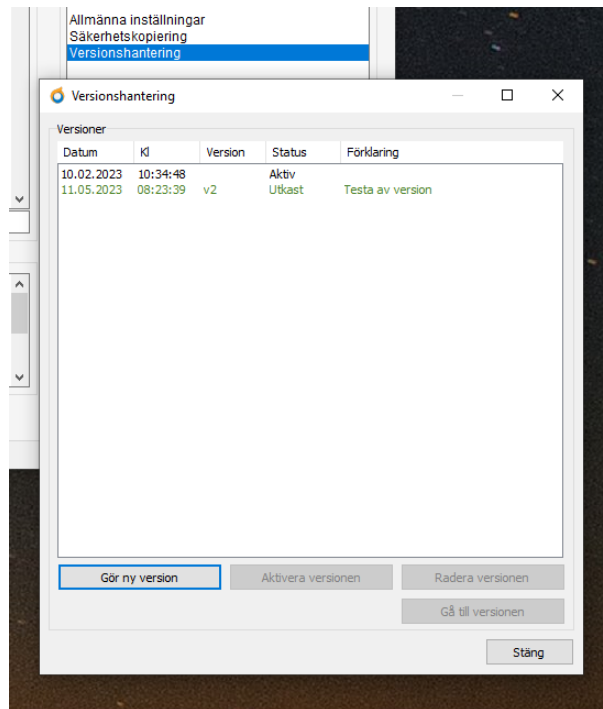 Allmänna inställningar
Säkerhetskopiering
Versionshantering
Versionshantering
Versioner
Datum Kl Version Status Förklaring
10.02.2023 10:34:48 Aktiv
11.05.2023 08:23:39 v2 Utkast Testa av version
Gör ny version Aktivera versionen Radera versionen
Gå till versionen
Stäng